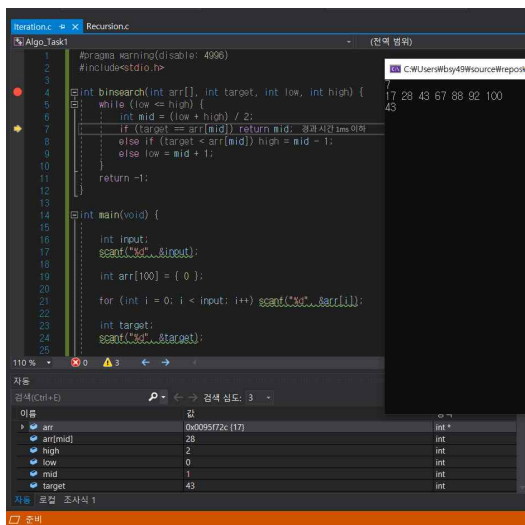 Iteration.c Recursion.c
Algo_Task1 (전역 범위)
1 #pragma warning(disable: 4996)
2 #include<stdio.h>
3
4 int binsearch(int arr[], int target, int low, int high) {
5 while (low <= high) {
6 int mid = (low + high) / 2;
7 if (target == arr[mid]) return mid; 경과 시간 1ms 이하
8 else if (target < arr[mid]) high = mid - 1;
9 else low = mid + 1;
10 }
11 return -1;
12 }
13
14 int main(void) {
15
16 int input;
17 scanf("%d", &input);
18
19 int arr[100] = { 0 };
20
21 for (int i = 0; i < input; i++) scanf("%d", &arr[i]);
22
23 int target;
24 scanf("%d", &target);
25
C:\Users\bsy49\source\repos\
7
17 28 43 67 88 92 100
43
110 % 0 3
자동
검색(Ctrl+E) 검색 심도: 3
이름 값
arr 0x0095f72c {17} int *
arr[mid] 28 int
high 2 int
low 0 int
mid 1 int
target 43 int
자동 로컬 조사식 1
준비